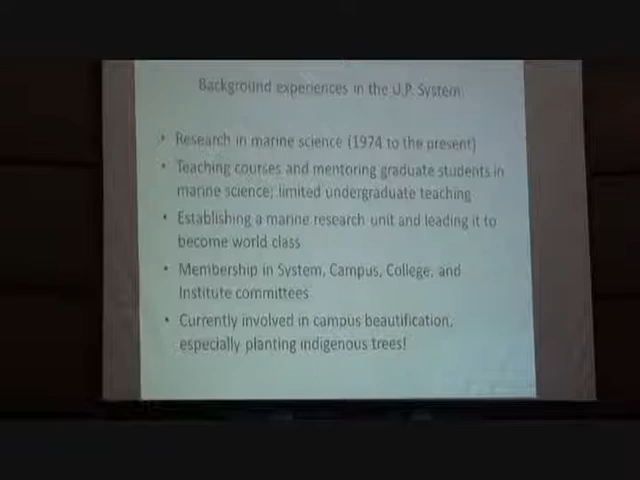 Background experiences in the U.P. System
• Research in marine science (1974 to the present)
• Teaching courses and mentoring graduate students in
marine science; limited undergraduate teaching
• Establishing a marine research unit and leading it to
become world class
• Membership in System, Campus, College, and
Institute committees
• Currently involved in campus beautification,
especially planting indigenous trees!